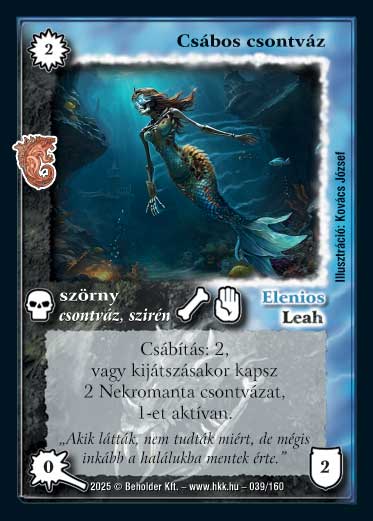 2
Csábos csontváz
Illusztráció: Kovács József
szörny
csontváz, szirén
Elenios
Leah
Csábítás: 2,
vagy kijátszásakor kapsz
2 Nekromanta csontvázat,
1-et aktívan.
„Akik látták, nem tudták miért, de mégis
inkább a halálukba mentek érte.”
0
2
2025 © Beholder Kft. – www.hkk.hu – 039/160